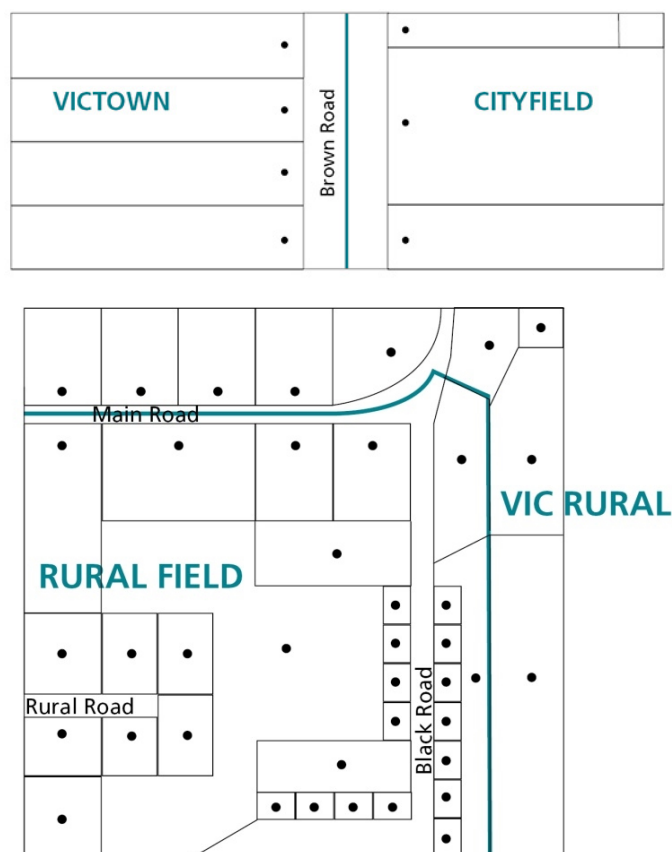 VICTOWN
Brown Road
CITYFIELD
Main Road
VIC RURAL
RURAL FIELD
Rural Road
Black Road